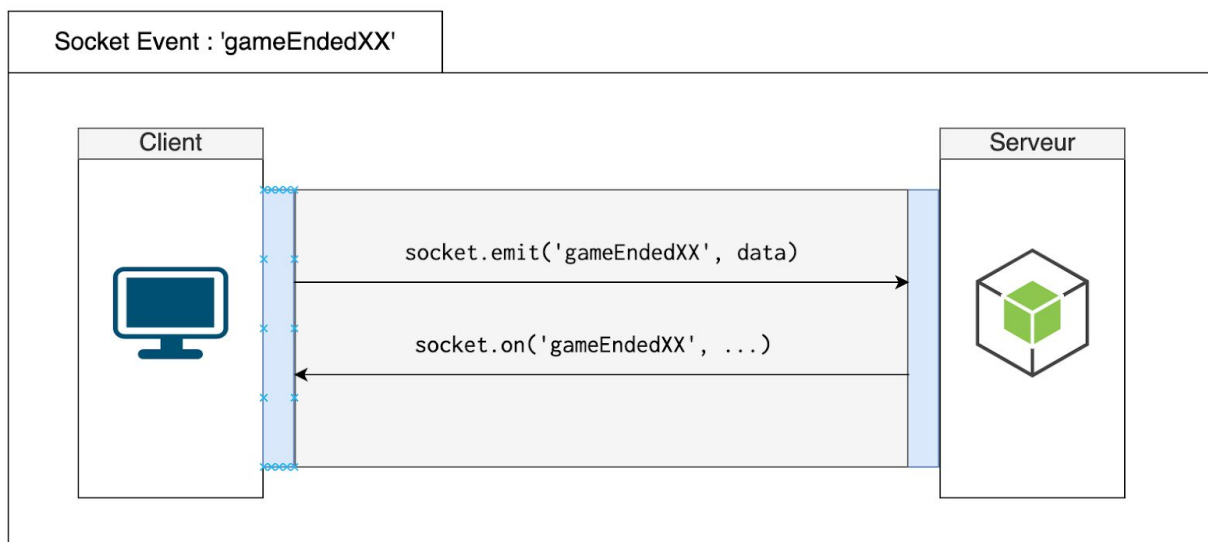 Socket Event : 'gameEndedXX'
Client
Serveur
socket.emit('gameEndedXX', data)
socket.on('gameEndedXX', ...)